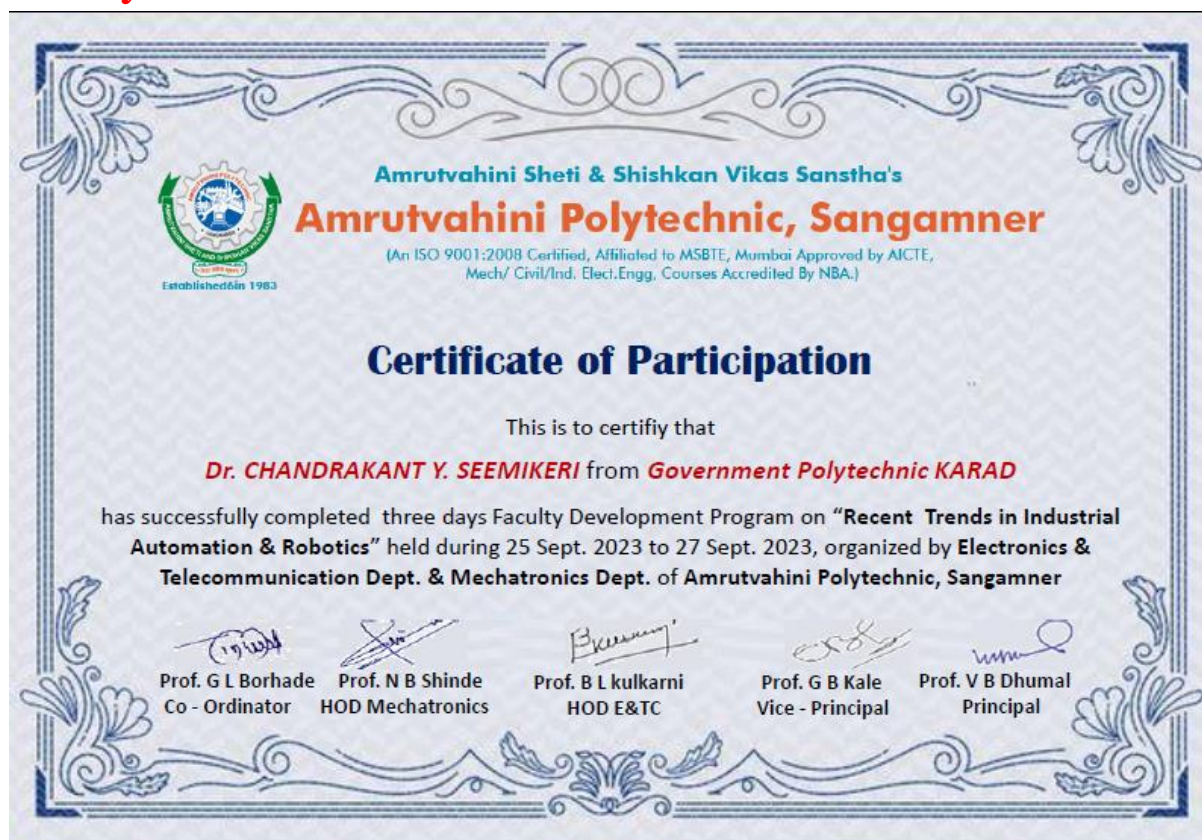 Amrutvahini Sheti & Shishkan Vikas Sanstha's
Amrutvahini Polytechnic, Sangamner
(An ISO 9001:2008 Certified, Affiliated to MSBTE, Mumbai Approved by AICTE,
Mech/ Civil/Ind. Elect.Engg, Courses Accredited By NBA.)
Established6in 1983
Certificate of Participation
This is to certifiy that
Dr. CHANDRAKANT Y. SEEMIKERI from Government Polytechnic KARAD
has successfully completed three days Faculty Development Program on “Recent Trends in Industrial
Automation & Robotics” held during 25 Sept. 2023 to 27 Sept. 2023, organized by Electronics &
Telecommunication Dept. & Mechatronics Dept. of Amrutvahini Polytechnic, Sangamner
Prof. G L Borhade Prof. N B Shinde Prof. B L kulkarni Prof. G B Kale Prof. V B Dhumal
Co - Ordinator HOD Mechatronics HOD E&TC Vice - Principal Principal